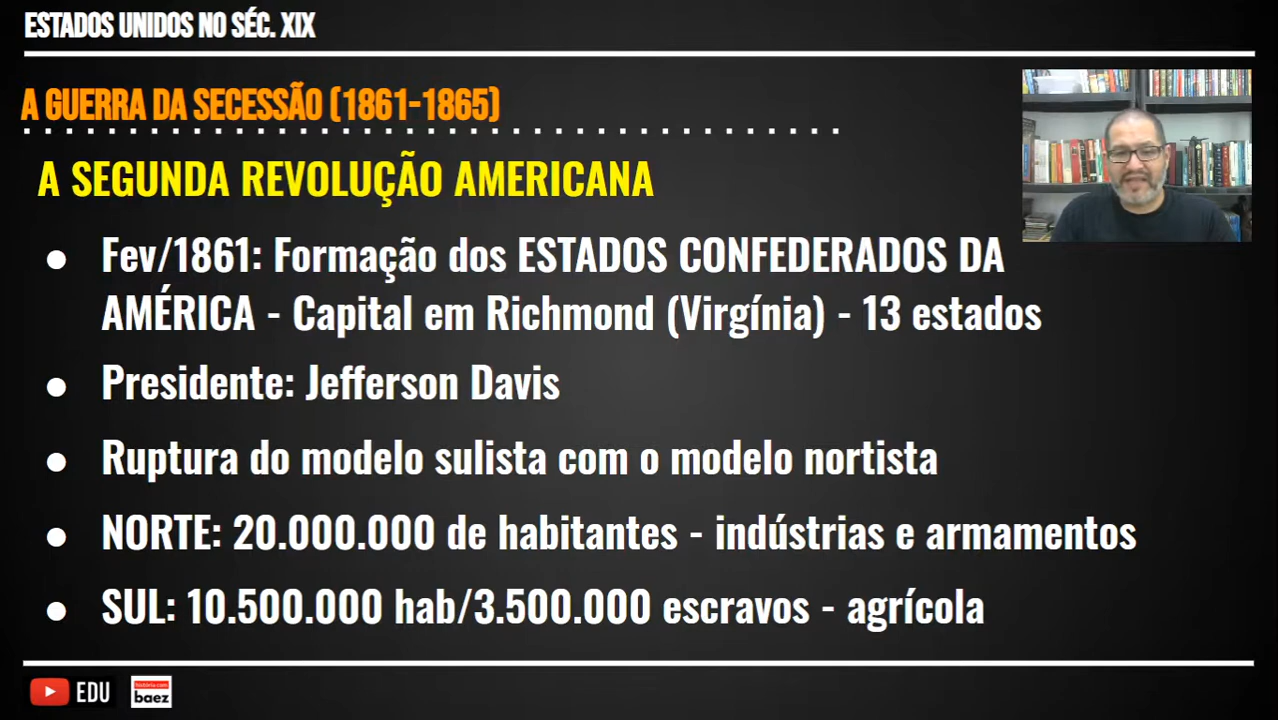 ESTADOS UNIDOS NO SÉC. XIX
A GUERRA DA SECESSÃO (1861-1865)
A SEGUNDA REVOLUÇÃO AMERICANA
● Fev/1861: Formação dos ESTADOS CONFEDERADOS DA
AMÉRICA - Capital em Richmond (Virgínia) - 13 estados
● Presidente: Jefferson Davis
● Ruptura do modelo sulista com o modelo nortista
● NORTE: 20.000.000 de habitantes - indústrias e armamentos
● SUL: 10.500.000 hab/3.500.000 escravos - agrícola
EDU
história com
baez